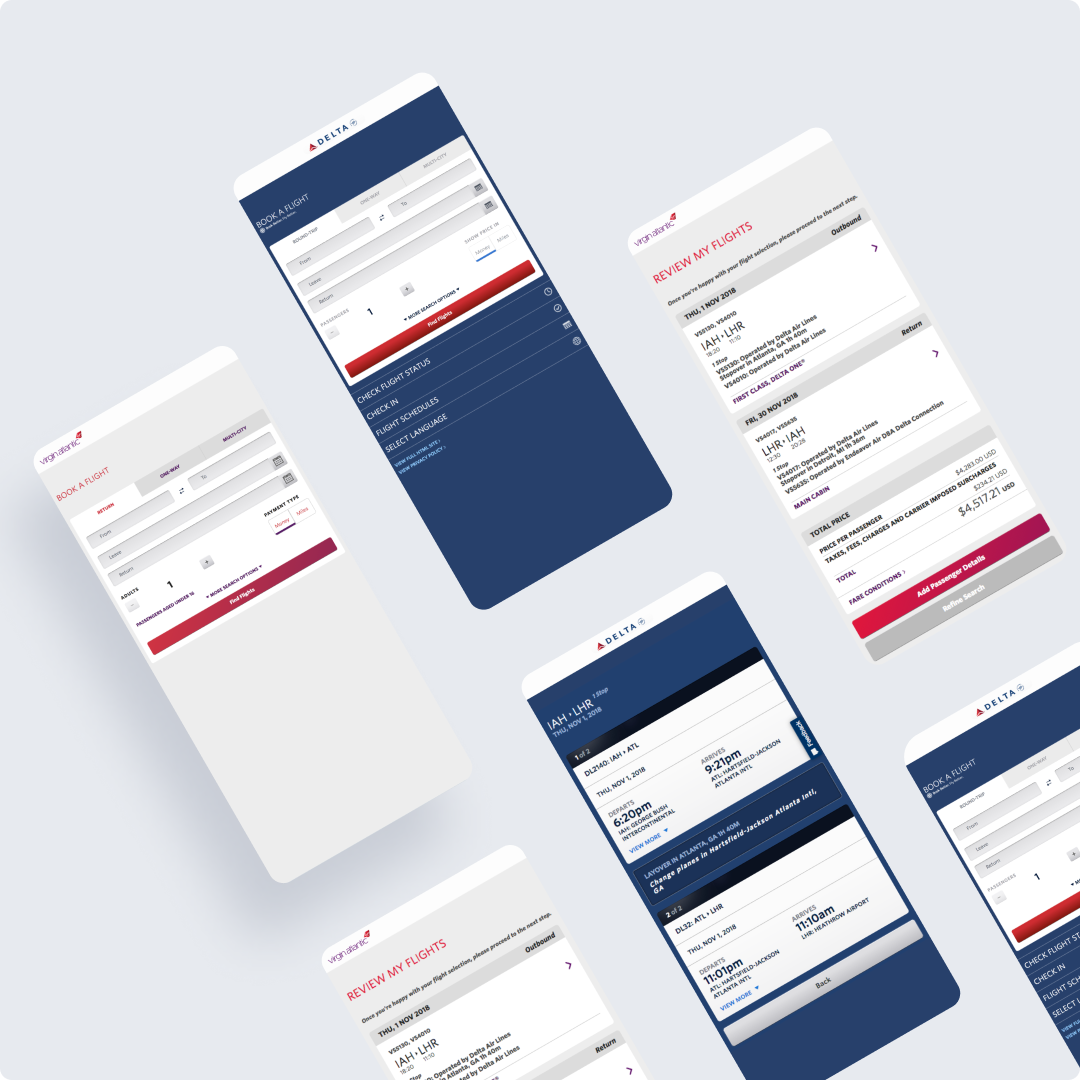 DELTA
BOOK A FLIGHT
ROUND-TRIP
ONE-WAY
MULTI-CITY
From
To
Leave
Return
PASSENGERS
SHOW PRICE IN
- 1 +
Money Miles
MORE SEARCH OPTIONS
Find Flights
CHECK FLIGHT STATUS
CHECK IN
FLIGHT SCHEDULES
SELECT LANGUAGE
VIEW FULL HTML SITE ›
VIEW PRIVACY POLICY ›
virgin atlantic
REVIEW MY FLIGHTS
Once you're happy with your flight selection, please proceed to the next step.
THU, 1 NOV 2018
Outbound
VS5130, VS4010
IAH › LHR
18:20 11:10
1 Stop
VS5130: Operated by Delta Air Lines
Stopover in Atlanta, GA 1h 40m
VS4010: Operated by Delta Air Lines
FIRST CLASS, DELTA ONE®
FRI, 30 NOV 2018
Return
VS4017, VS5635
LHR › IAH
12:30 20:28
1 Stop
VS4017: Operated by Delta Air Lines
Stopover in Detroit, MI 1h 36m
VS5635: Operated by Endeavor Air DBA Delta Connection
MAIN CABIN
TOTAL PRICE
PRICE PER PASSENGER $4,283.00 USD
TAXES, FEES, CHARGES AND CARRIER IMPOSED SURCHARGES
$234.21 USD
TOTAL $4,517.21 USD
FARE CONDITIONS ›
Add Passenger Details
Refine Search
virgin atlantic
BOOK A FLIGHT
RETURN
ONE-WAY
MULTI-CITY
From
To
Leave
Return
ADULTS
PAYMENT TYPE
- 1 +
Money Miles
PASSENGERS AGED UNDER 16
MORE SEARCH OPTIONS
Find Flights
DELTA
IAH › LHR 1 Stop
THU, NOV 1, 2018
1 of 2
DL2140: IAH › ATL
THU, NOV 1, 2018
DEPARTS
6:20pm
IAH: GEORGE BUSH
INTERCONTINENTAL
ARRIVES
9:21pm
ATL: HARTSFIELD-JACKSON
ATLANTA INTL
VIEW MORE
Feedback
LAYOVER IN ATLANTA, GA 1H 40M
Change planes in Hartsfield-Jackson Atlanta Intl,
GA
2 of 2
DL32: ATL › LHR
THU, NOV 1, 2018
DEPARTS
11:01pm
ATL: HARTSFIELD-JACKSON
ATLANTA INTL
ARRIVES
11:10am
LHR: HEATHROW AIRPORT
VIEW MORE
Back
virgin atlantic
REVIEW MY FLIGHTS
Once you're happy with your flight selection, please proceed to the next step.
THU, 1 NOV 2018
Outbound
VS5130, VS4010
IAH › LHR
18:20 11:10
Stop
Operated by Delta Air Lines
in Atlanta, GA 1h 40m
Operated by Delta Air Lines
Return
DELTA
BOOK A FLIGHT
ROUND-TRIP
ONE-WAY
From
To
Leave
Return
PASSENGERS
- 1 +
CHECK FLIGHT STA
CHECK IN
FLIGHT SCHE
SELECT L
VIEW FU
VIEW